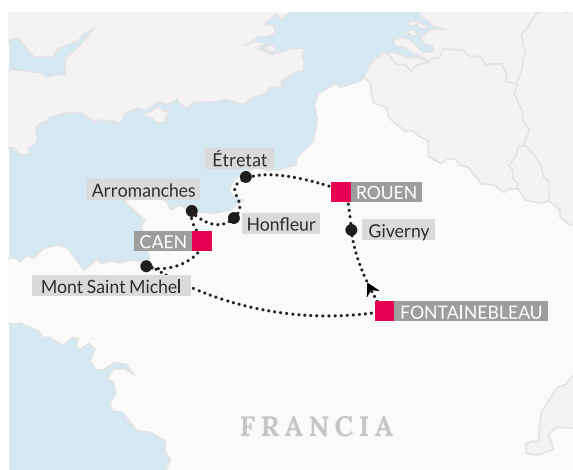 Étretat
Arromanches
ROUEN
Honfleur
Giverny
CAEN
Mont Saint Michel
FONTAINEBLEAU
FRANCIA